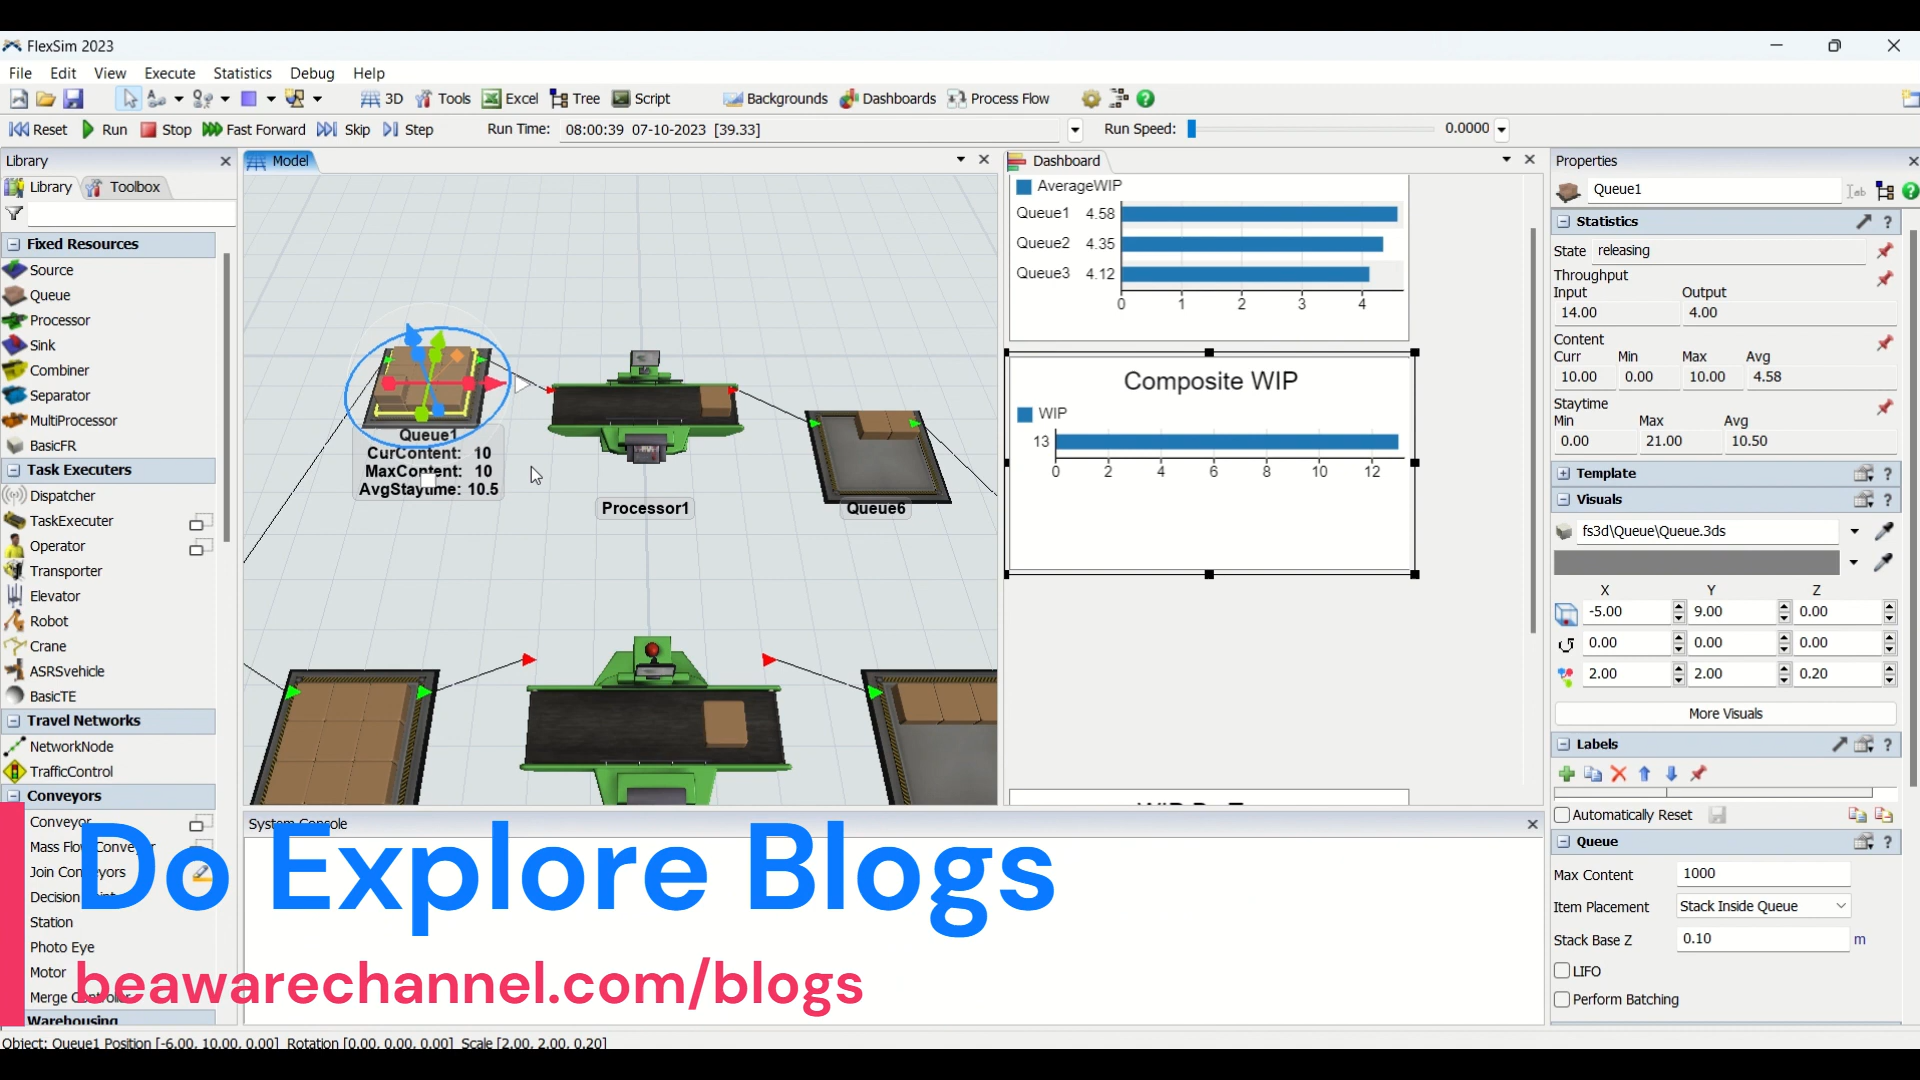 FlexSim 2023
File Edit View Execute Statistics Debug Help
3D Tools Excel Tree Script Backgrounds Dashboards Process Flow
Reset Run Stop Fast Forward Skip Step Run Time: 08:00:39 07-10-2023 [39.33] Run Speed: 0.0000
Library
Library Toolbox
Fixed Resources
Source
Queue
Processor
Sink
Combiner
Separator
MultiProcessor
BasicFR
Task Executers
Dispatcher
TaskExecuter
Operator
Transporter
Elevator
Robot
Crane
ASRSvehicle
BasicTE
Travel Networks
NetworkNode
TrafficControl
Conveyors
Conveyor
Mass Flow Conveyor
Join Conveyors
Decision
Station
Photo Eye
Motor
Merge Controller
Warehousing
Model
Queue1
CurContent: 10
MaxContent: 10
AvgStaytime: 10.5
Processor1
Queue6
Dashboard
AverageWIP
Queue1 4.58
Queue2 4.35
Queue3 4.12
0 1 2 3 4
Composite WIP
WIP
13
0 2 4 6 8 10 12
System Console
Properties
Queue1
Statistics
State releasing
Throughput
Input Output
14.00 4.00
Content
Curr Min Max Avg
10.00 0.00 10.00 4.58
Staytime
Min Max Avg
0.00 21.00 10.50
Template
Visuals
fs3d\Queue\Queue.3ds
X Y Z
-5.00 9.00 0.00
0.00 0.00 0.00
2.00 2.00 0.20
More Visuals
Labels
Automatically Reset
Queue
Max Content 1000
Item Placement Stack Inside Queue
Stack Base Z 0.10 m
LIFO
Perform Batching
Do Explore Blogs
beawarechannel.com/blogs
Object: Queue1 Position [-6.00, 10.00, 0.00] Rotation [0.00, 0.00, 0.00] Scale [2.00, 2.00, 0.20]